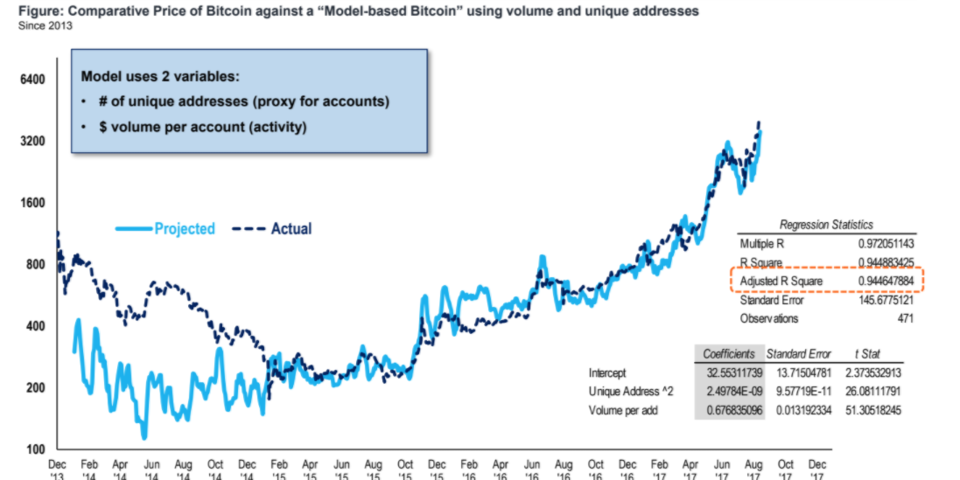 Figure: Comparative Price of Bitcoin against a “Model-based Bitcoin” using volume and unique addresses
Since 2013
Model uses 2 variables:
• # of unique addresses (proxy for accounts)
• $ volume per account (activity)
6400
3200
1600
800
400
200
100
Projected Actual
Regression Statistics
Multiple R 0.972051143
R Square 0.944883425
Adjusted R Square 0.944647884
Standard Error 145.6775121
Observations 471
Coefficients Standard Error t Stat
Intercept 32.55311739 13.71504781 2.373532913
Unique Address ^2 2.49784E-09 9.57719E-11 26.08111791
Volume per add 0.676835096 0.013192334 51.30518245
Dec Feb Apr Jun Aug Oct Dec Feb Apr Jun Aug Oct Dec Feb Apr Jun Aug Oct Dec Feb Apr Jun Aug Oct Dec
'13 '14 '14 '14 '14 '14 '14 '15 '15 '15 '15 '15 '15 '16 '16 '16 '16 '16 '16 '17 '17 '17 '17 '17 '17